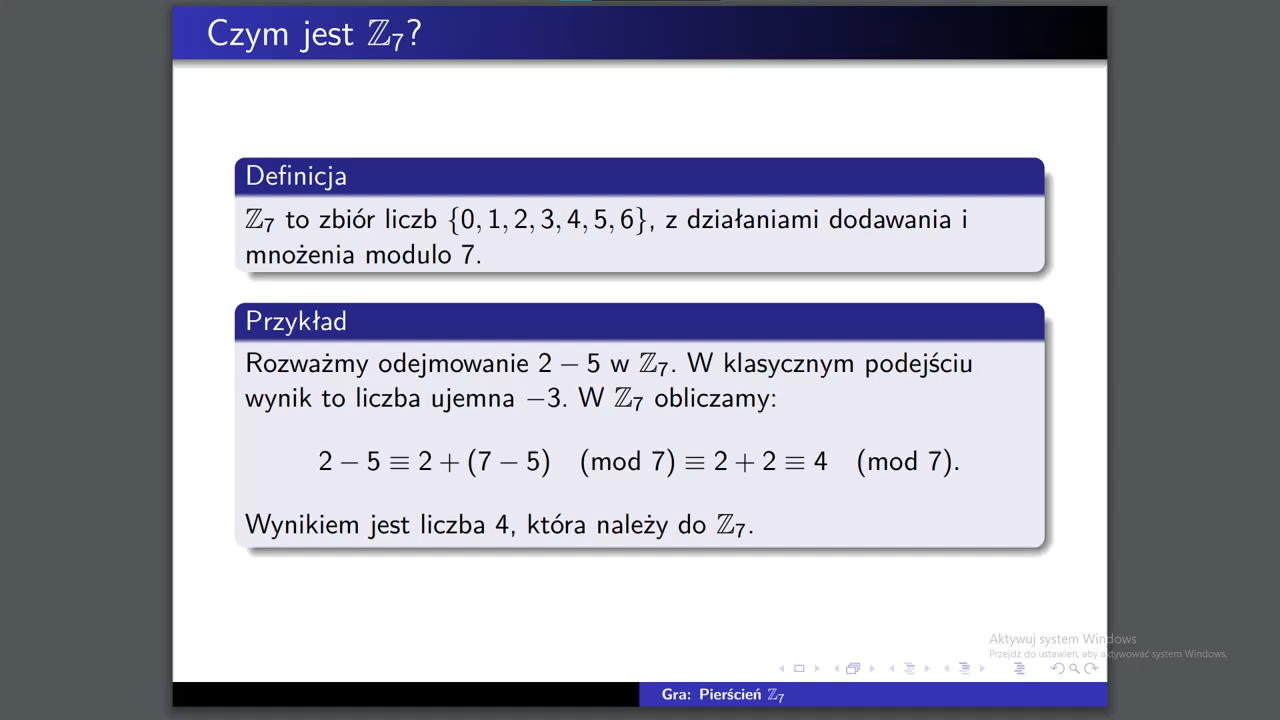 Czym jest ℤ₇?
Definicja
ℤ₇ to zbiór liczb {0, 1, 2, 3, 4, 5, 6}, z działaniami dodawania i
mnożenia modulo 7.
Przykład
Rozważmy odejmowanie 2 − 5 w ℤ₇. W klasycznym podejściu
wynik to liczba ujemna −3. W ℤ₇ obliczamy:
2 − 5 ≡ 2 + (7 − 5) (mod 7) ≡ 2 + 2 ≡ 4 (mod 7).
Wynikiem jest liczba 4, która należy do ℤ₇.
Aktywuj system Windows
Przejdź do ustawień, aby aktywować system Windows.
Gra: Pierścień ℤ₇